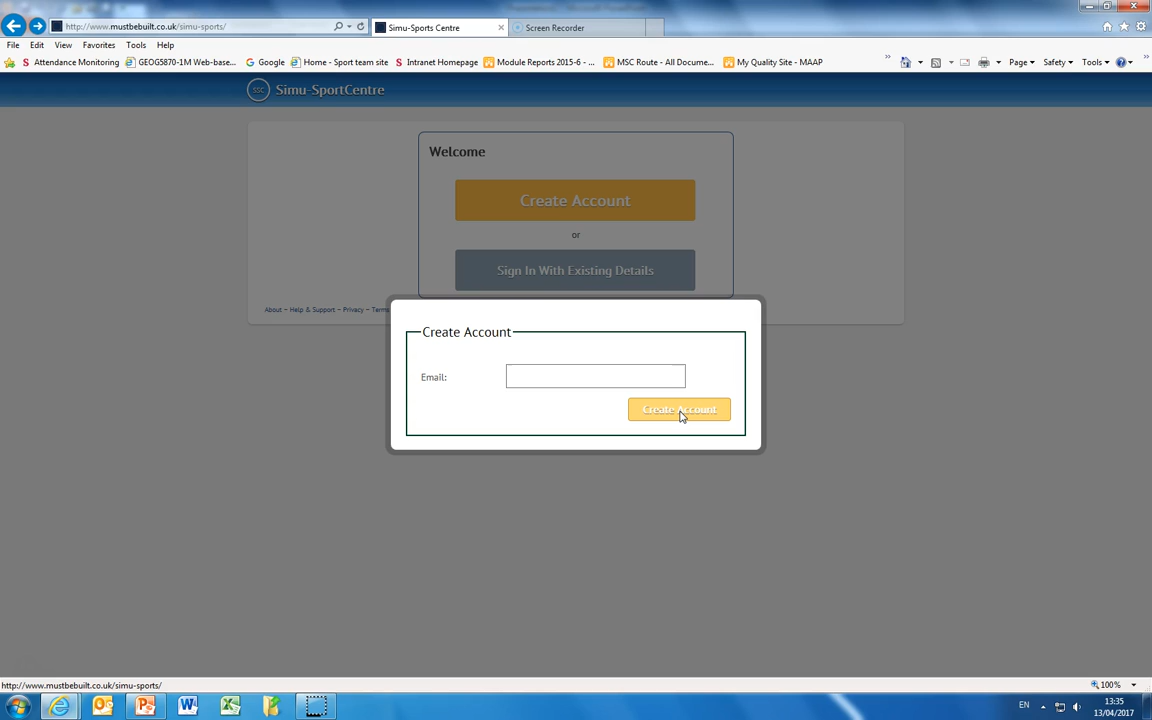 http://www.mustbebuilt.co.uk/simu-sports/
Simu-Sports Centre
Screen Recorder
File Edit View Favorites Tools Help
Attendance Monitoring GEOG5870-1M Web-base... Google Home - Sport team site Intranet Homepage Module Reports 2015-6 - ... MSC Route - All Docume... My Quality Site - MAAP
Page Safety Tools
SSC Simu-SportCentre
Welcome
Create Account
or
Sign In With Existing Details
About – Help & Support – Privacy – Terms
Create Account
Email:
Create Account
http://www.mustbebuilt.co.uk/simu-sports/
100%
EN
13:35
13/04/2017